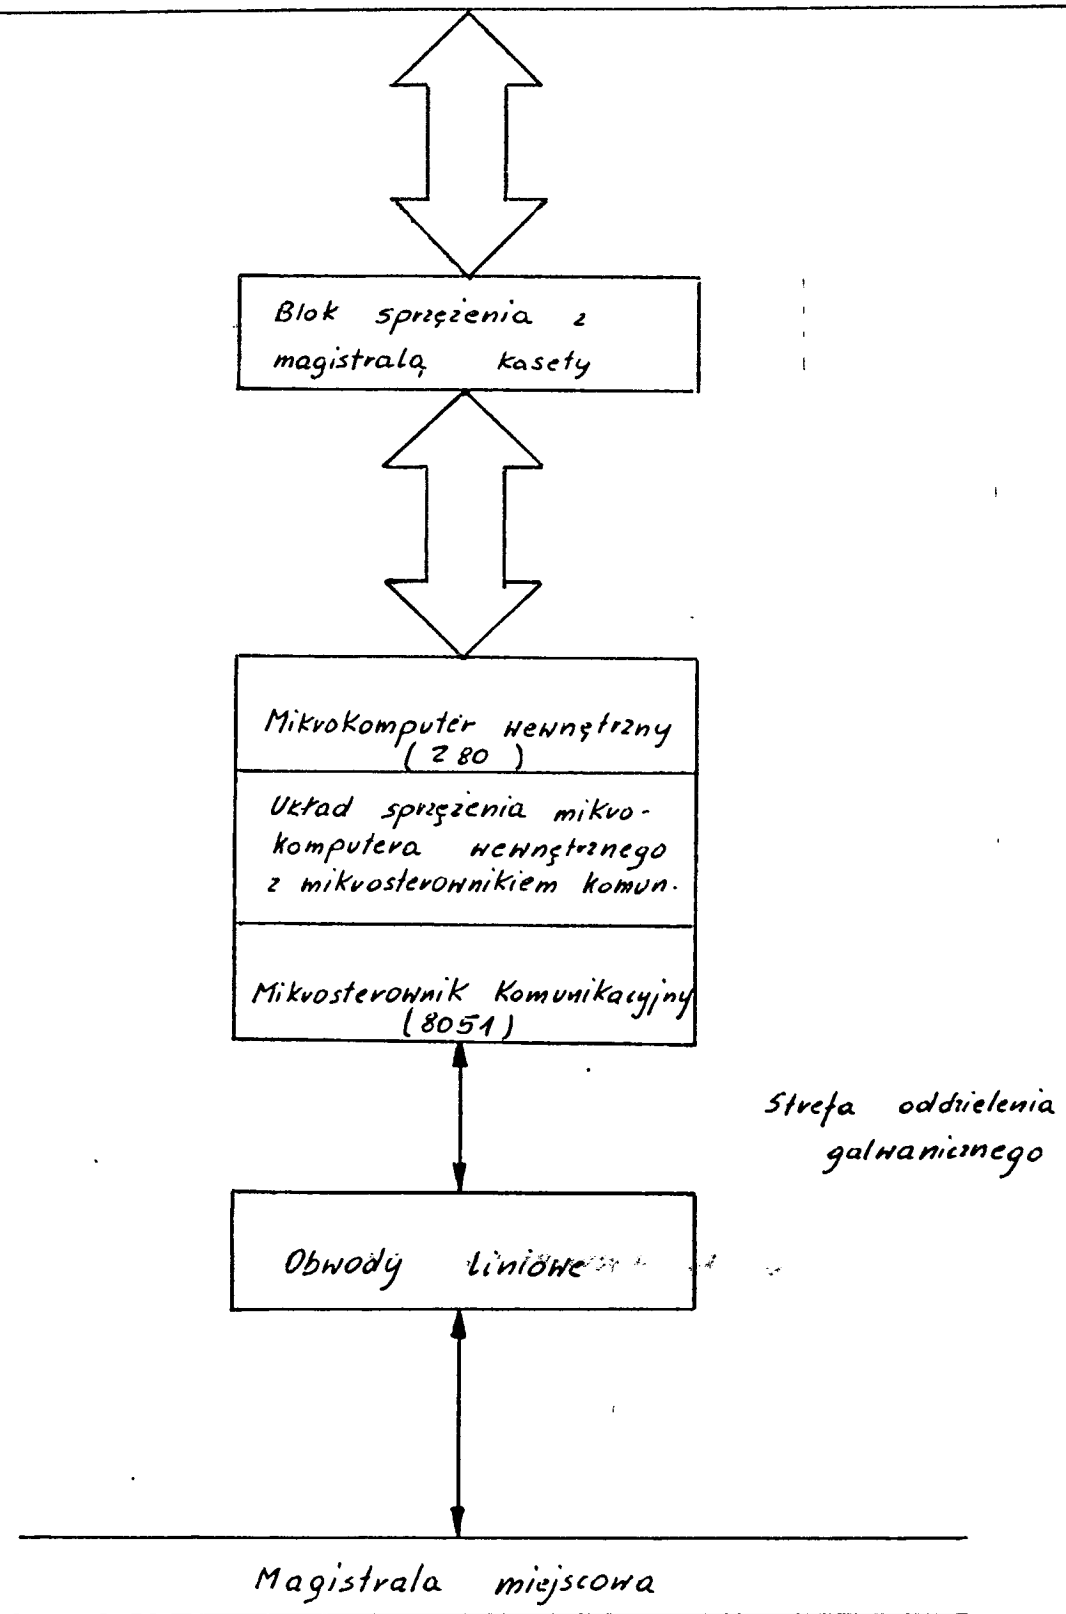 Blok sprzężenia z
magistralą kasety
Mikrokomputer wewnętrzny
(Z80)
Układ sprzężenia mikro-
komputera wewnętrznego
z mikrosterownikiem komun.
Mikrosterownik Komunikacyjny
(8051)
Strefa oddzielenia
galwanicznego
Obwody liniowe
Magistrala miejscowa